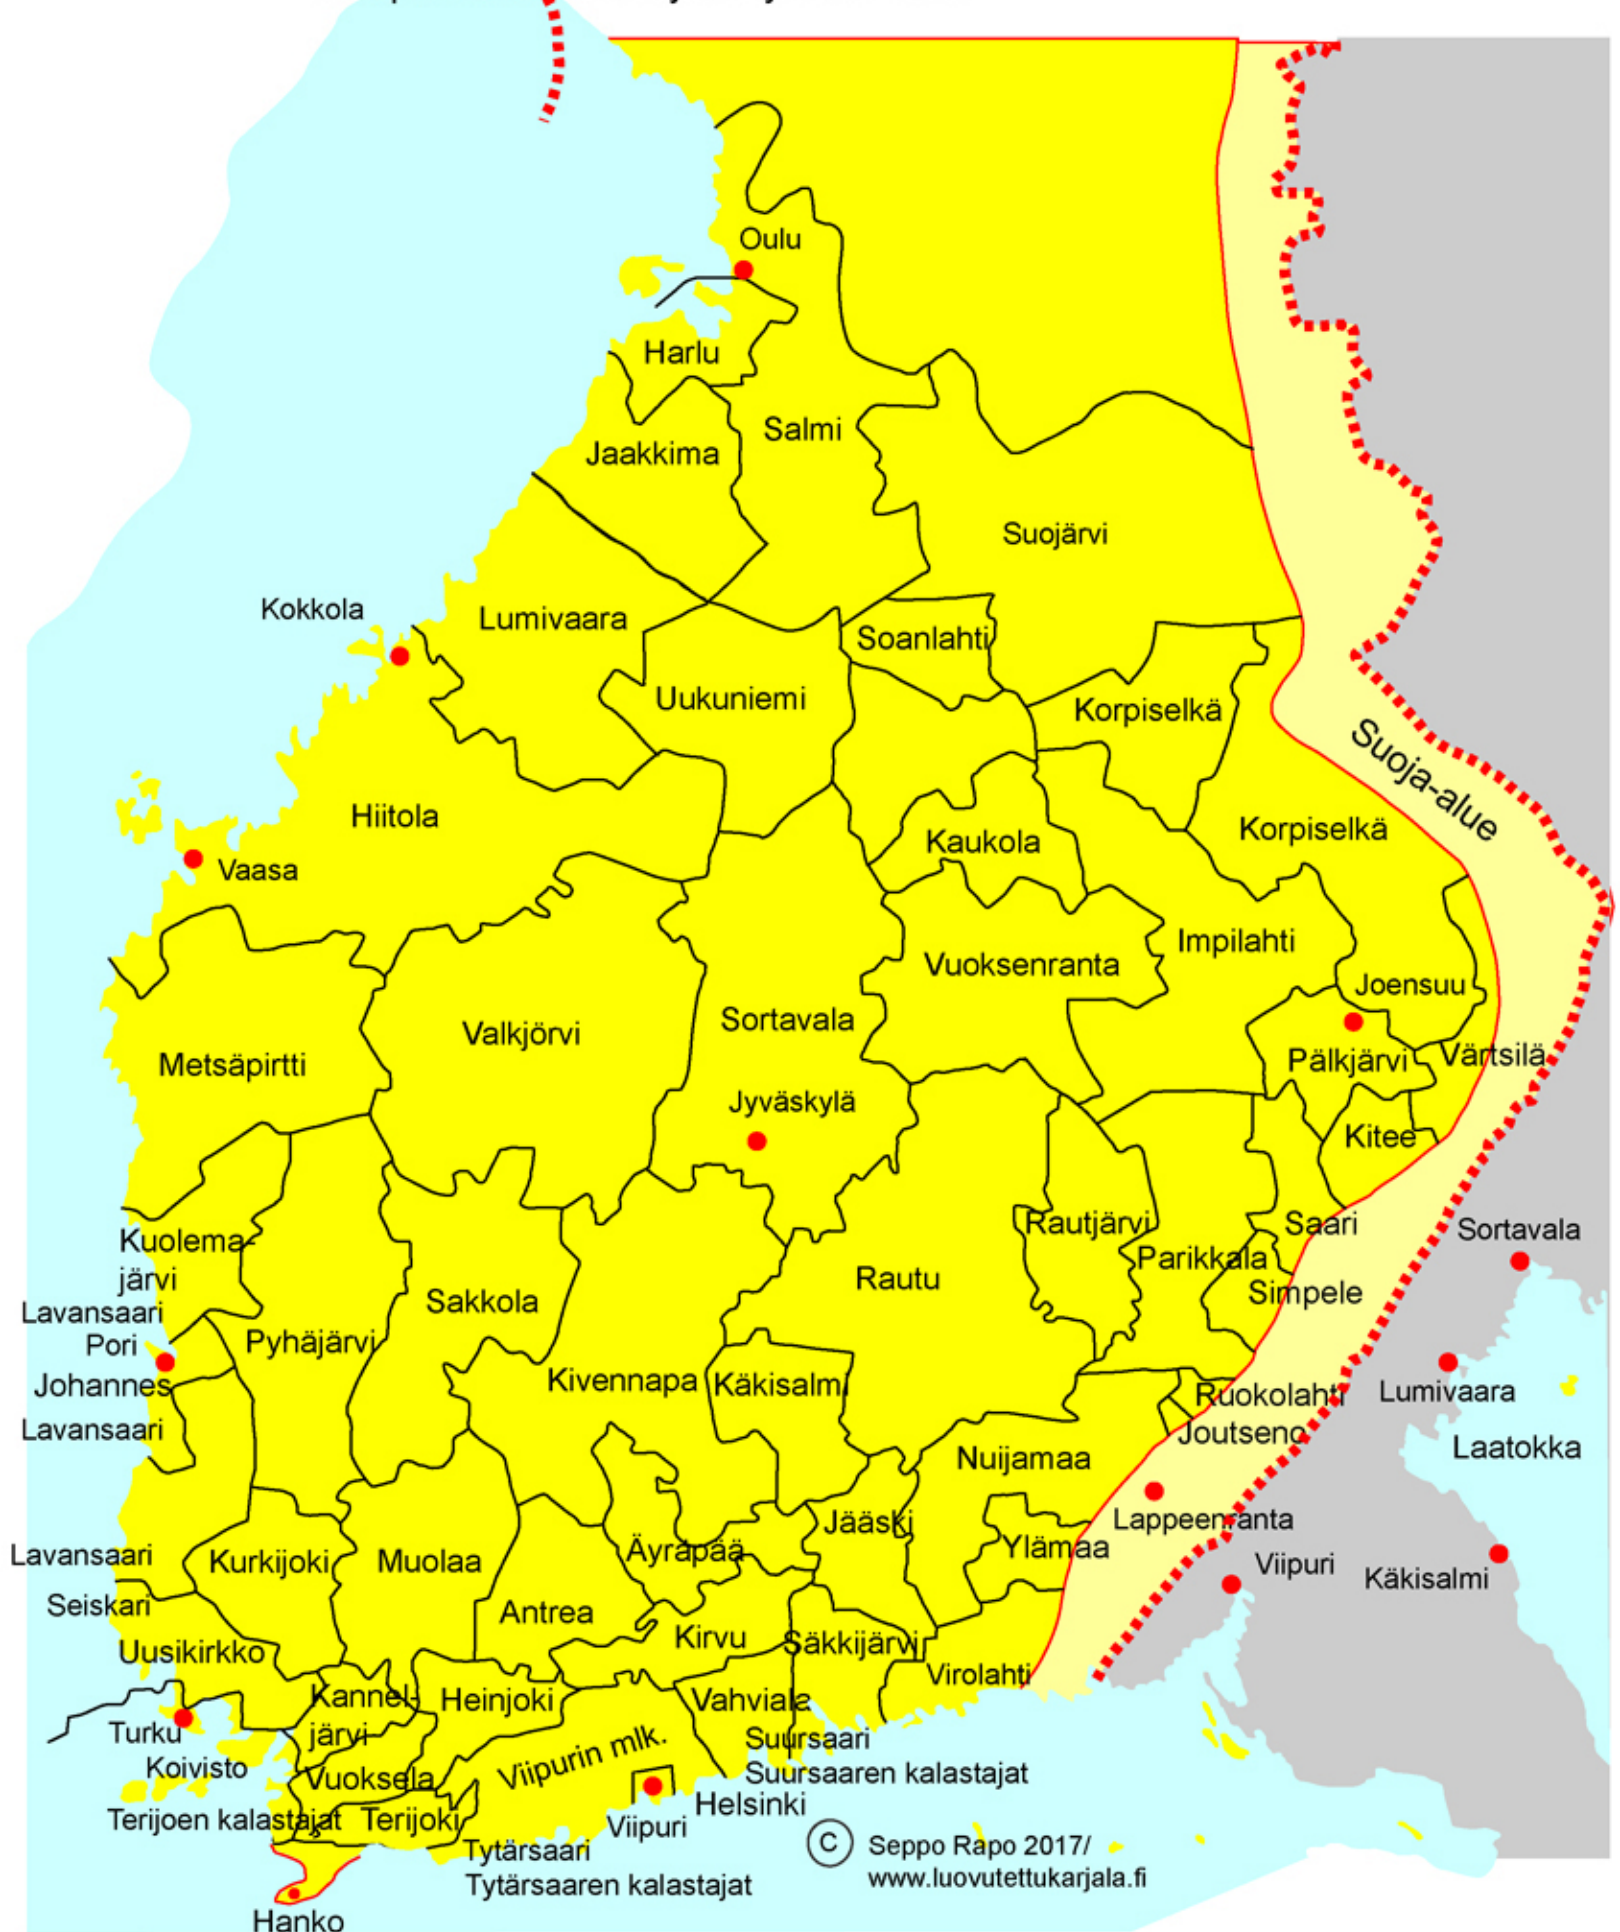 Oulu
Harlu
Salmi
Jaakkima
Suojärvi
Kokkola
Lumivaara
Soanlahti
Uukuniemi
Korpiselkä
Suoja-alue
Hiitola
Kaukola
Korpiselkä
Vaasa
Impilahti
Vuoksenranta
Joensuu
Sortavala
Valkjörvi
Metsäpirtti
Pälkjärvi
Värtsilä
Jyväskylä
Kitee
Kuolema-
järvi
Rautjärvi
Saari
Sortavala
Parikkala
Rautu
Simpele
Sakkola
Lavansaari
Pori
Pyhäjärvi
Johannes
Kivennapa
Käkisalmi
Ruokolahti
Lumivaara
Lavansaari
Joutseno
Laatokka
Nuijamaa
Jääski
Lappeenranta
Lavansaari
Kurkijoki
Muolaa
Äyräpää
Ylämaa
Viipuri
Käkisalmi
Seiskari
Antrea
Uusikirkko
Kirvu
Säkkijärvi
Virolahti
Kannel-
järvi
Heinjoki
Vahviala
Turku
Suursaari
Koivisto
Vuoksela
Viipurin mlk.
Suursaaren kalastajat
Helsinki
Terijoen kalastajat
Terijoki
Viipuri
Tytärsaari
Tytärsaaren kalastajat
© Seppo Rapo 2017/
www.luovutettukarjala.fi
Hanko